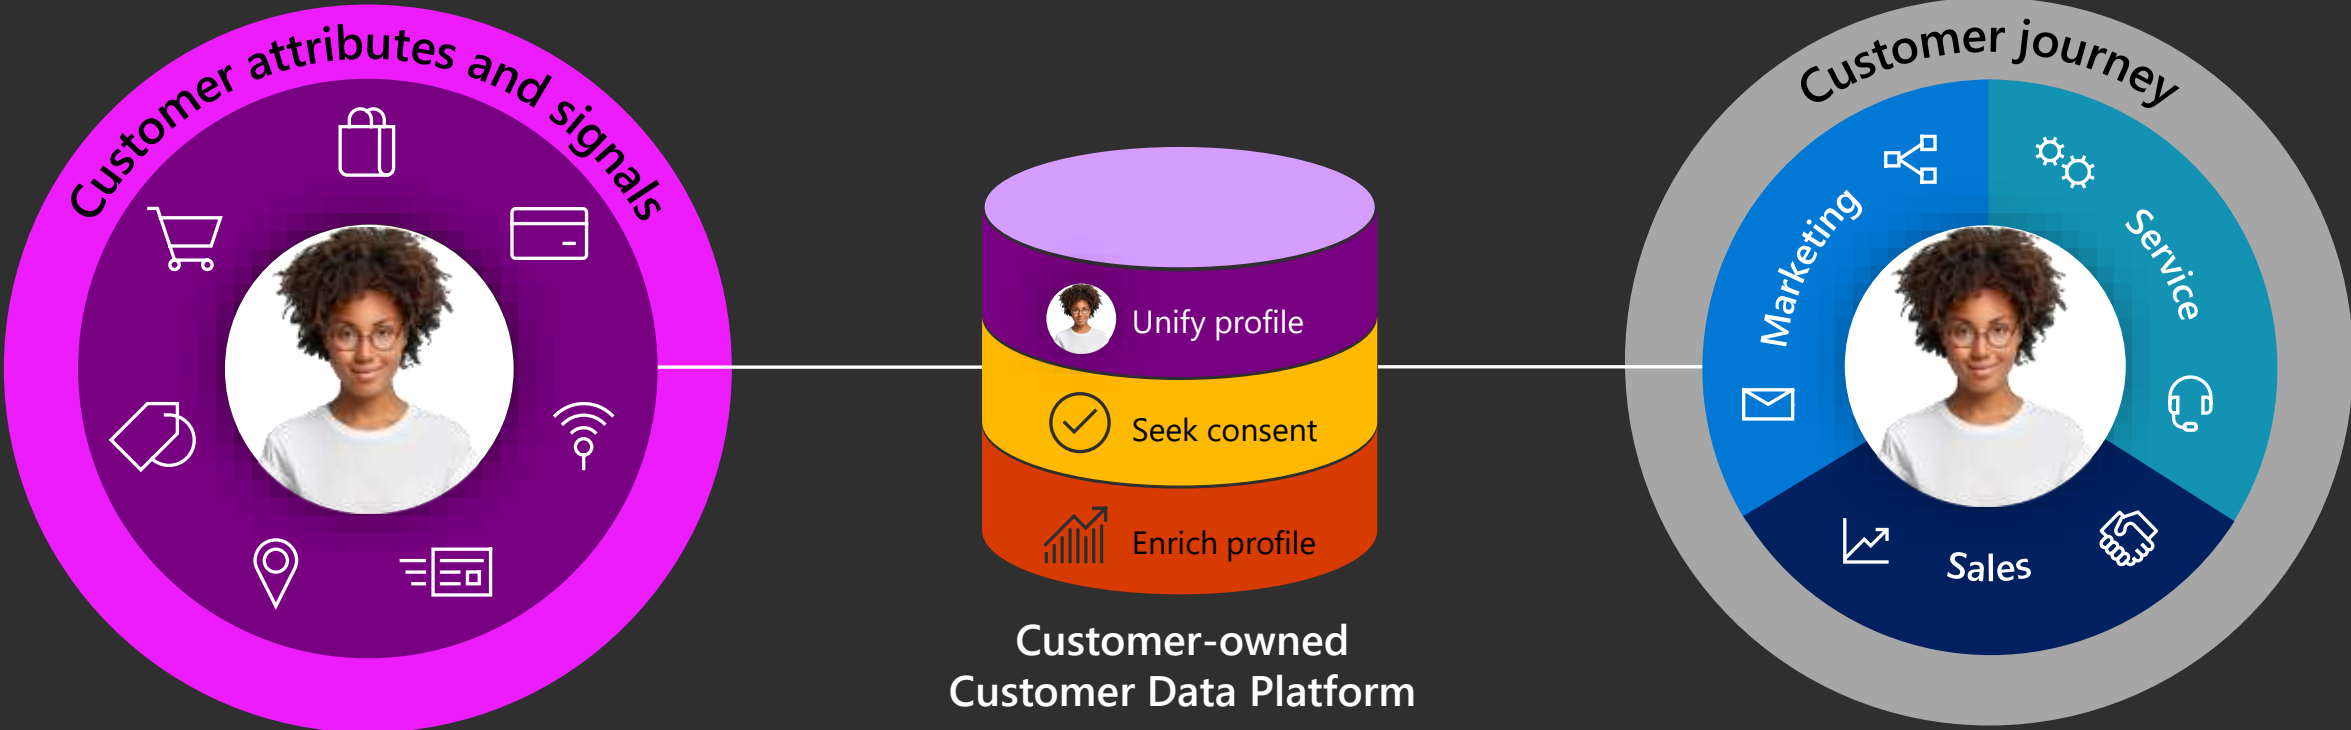 Customer attributes and signals
Unify profile
Seek consent
Enrich profile
Customer-owned
Customer Data Platform
Customer journey
Marketing
Service
Sales